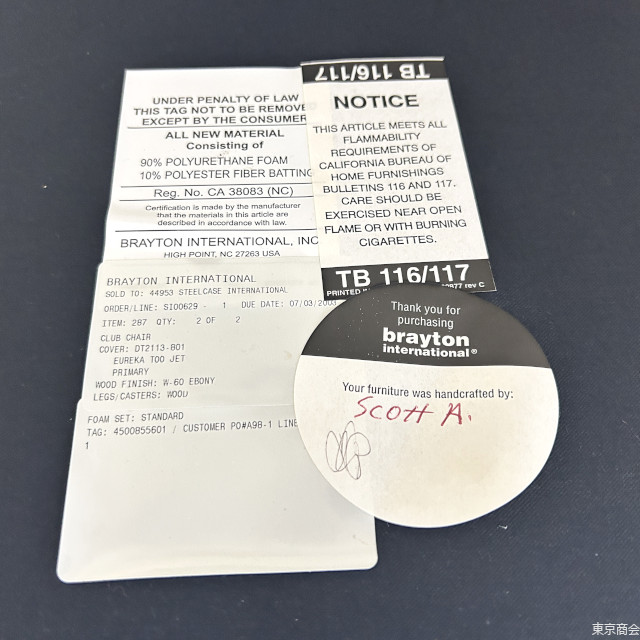 UNDER PENALTY OF LAW
THIS TAG NOT TO BE REMOVE
EXCEPT BY THE CONSUMER
ALL NEW MATERIAL
Consisting of
90% POLYURETHANE FOAM
10% POLYESTER FIBER BATTING
Reg. No. CA 38083 (NC)
Certification is made by the manufacturer
that the materials in this article are
described in accordance with law.
BRAYTON INTERNATIONAL, INC
HIGH POINT, NC 27263 USA
TB 116/117
NOTICE
THIS ARTICLE MEETS ALL
FLAMMABILITY
REQUIREMENTS OF
CALIFORNIA BUREAU OF
HOME FURNISHINGS
BULLETINS 116 AND 117.
CARE SHOULD BE
EXERCISED NEAR OPEN
FLAME OR WITH BURNING
CIGARETTES.
TB 116/117
PRINTED rev C
BRAYTON INTERNATIONAL
SOLD TO: 44953 STEELCASE INTERNATIONAL
ORDER/LINE: SI00629 - 1 DUE DATE: 07/03/2003
ITEM: 287 QTY: 2 OF 2
CLUB CHAIR
COVER: DT2113-B01
EUREKA TOO JET
PRIMARY
WOOD FINISH: W-60 EBONY
LEGS/CASTERS: WOOD
FOAM SET: STANDARD
TAG: 4500855601 / CUSTOMER PO#A98-1 LINE
1
Thank you for
purchasing
brayton
international®
Your furniture was handcrafted by:
Scott A.
東京商会